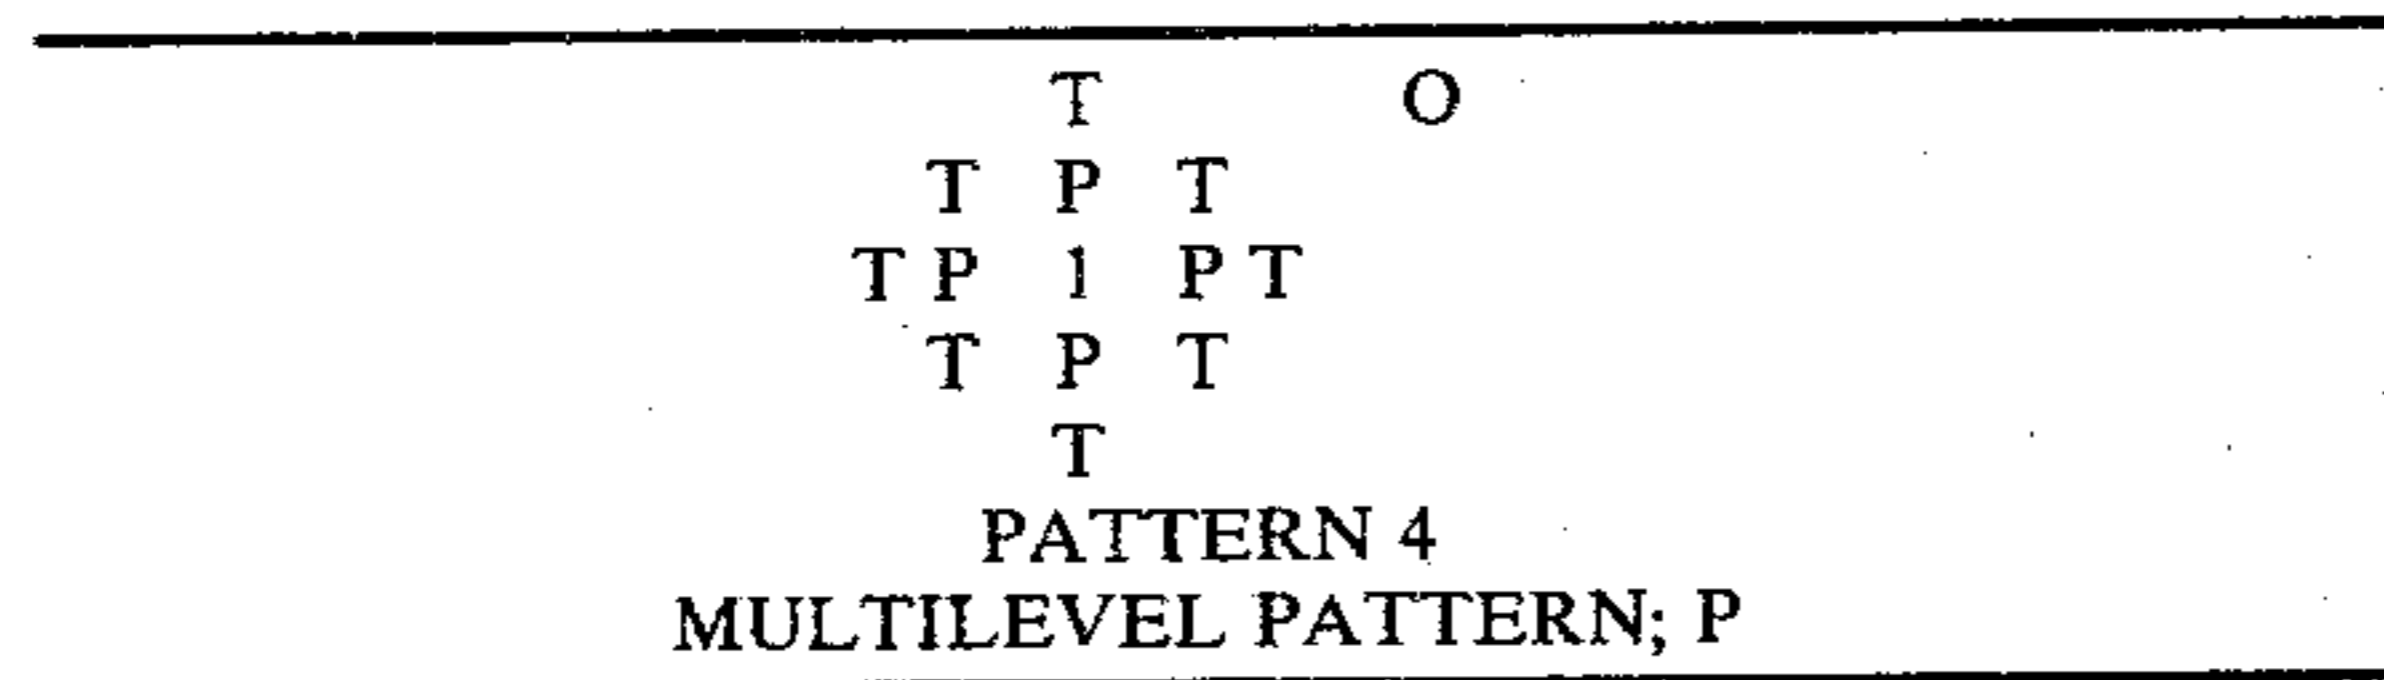 T O
T P T
T P 1 P T
T P T
T
PATTERN 4
MULTILEVEL PATTERN; P